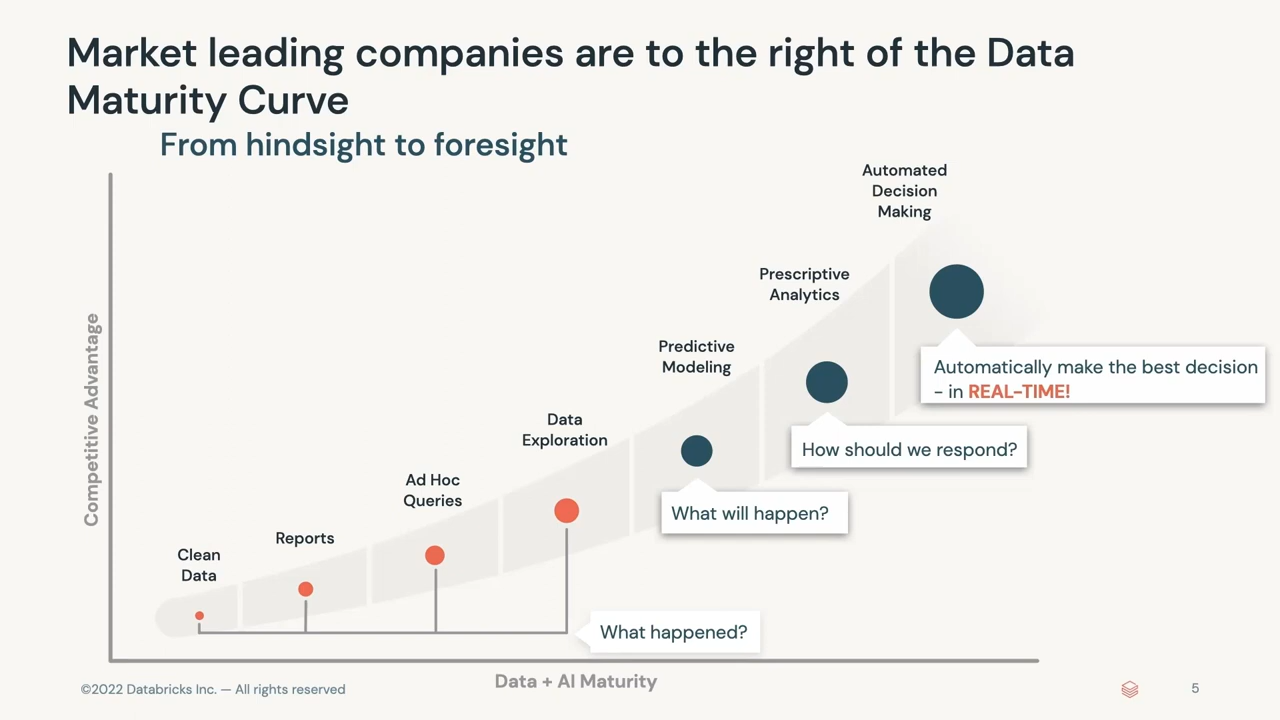 Market leading companies are to the right of the Data
Maturity Curve
From hindsight to foresight
Automated
Decision
Making
Prescriptive
Analytics
Predictive
Modeling
Data
Exploration
Ad Hoc
Queries
Reports
Clean
Data
Automatically make the best decision
- in REAL-TIME!
How should we respond?
What will happen?
What happened?
Competitive Advantage
Data + AI Maturity
©2022 Databricks Inc. — All rights reserved
5